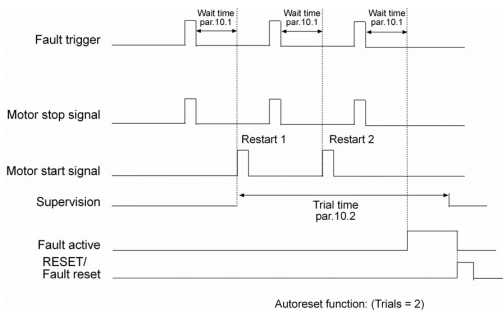 Wait time Wait time Wait time
par.10.1 par.10.1 par.10.1
Fault trigger
Motor stop signal
Restart 1 Restart 2
Motor start signal
Supervision
Trial time
par.10.2
Fault active
RESET/
Fault reset
Autoreset function: (Trials = 2)